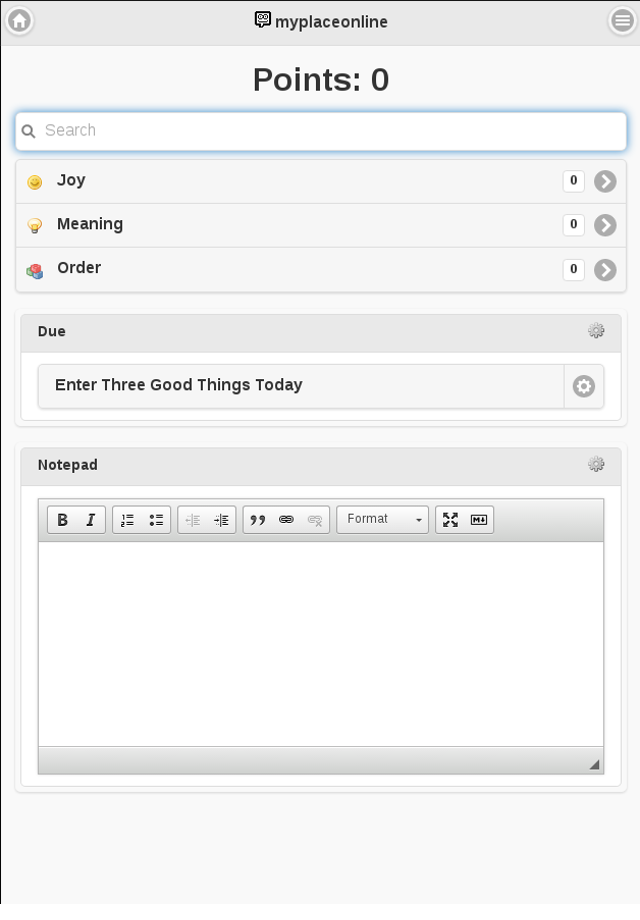 myplaceonline
Points: 0
Search
Joy 0
Meaning 0
Order 0
Due
Enter Three Good Things Today
Notepad
B I Format M